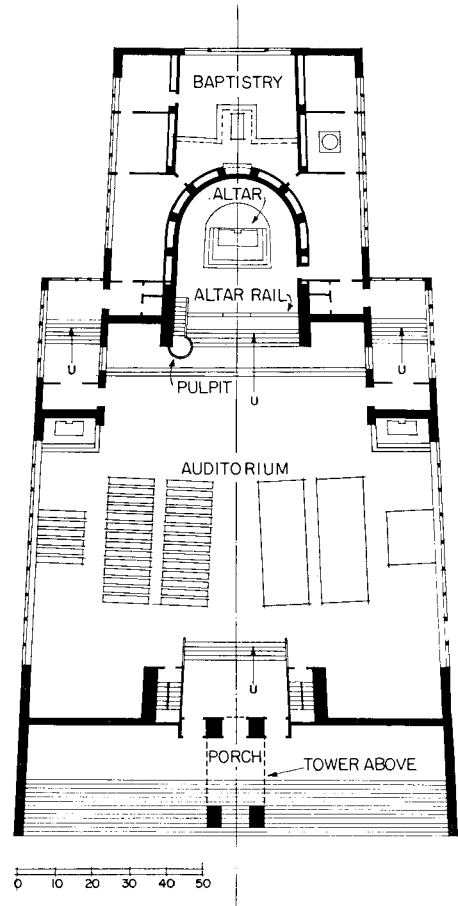 BAPTISTRY
ALTAR
ALTAR RAIL
PULPIT
U
U
U
AUDITORIUM
U
PORCH
TOWER ABOVE
0 10 20 30 40 50